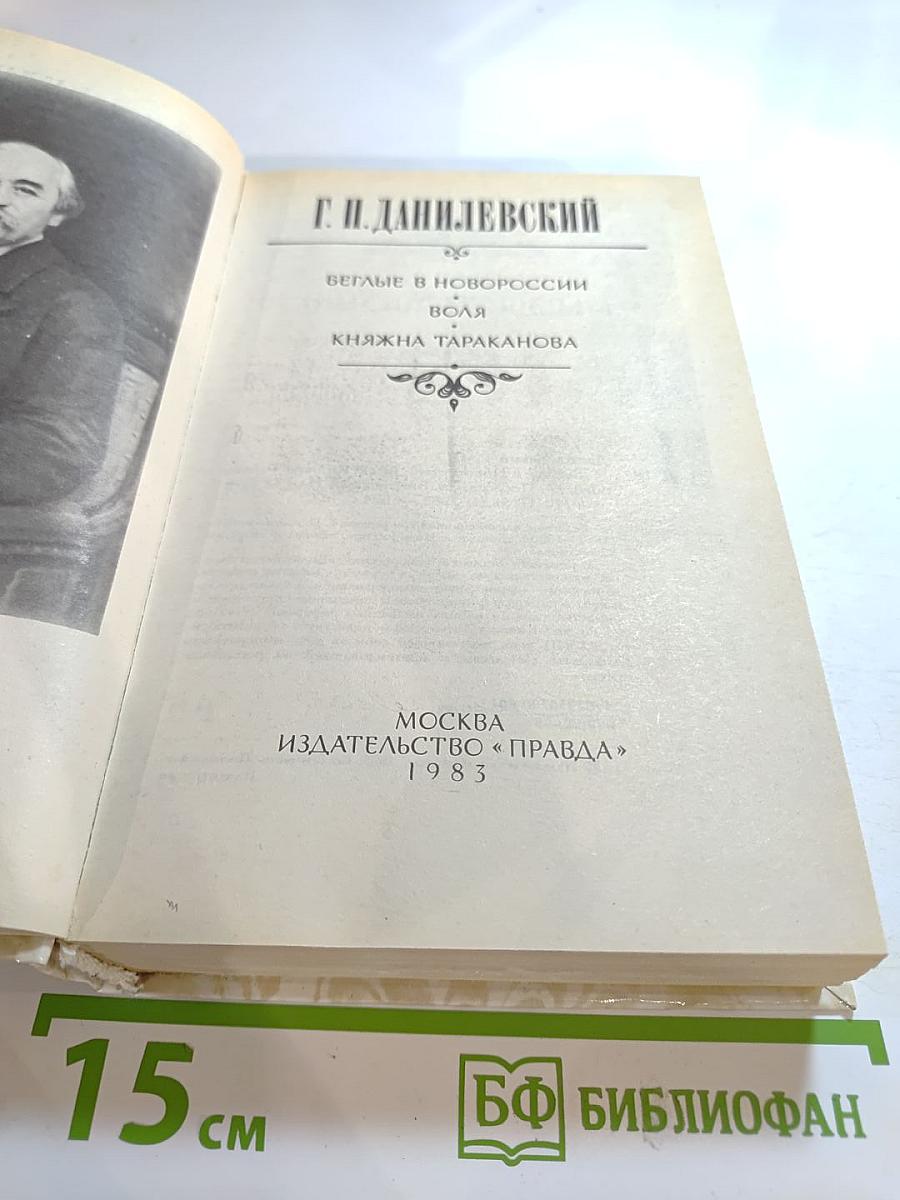 Г. П. ДАНИЛЕВСКИЙ
БЕГЛЫЕ В НОВОРОССИИ
ВОЛЯ
КНЯЖНА ТАРАКАНОВА
МОСКВА
ИЗДАТЕЛЬСТВО «ПРАВДА»
1983
15 см
БФ БИБЛИОФАН